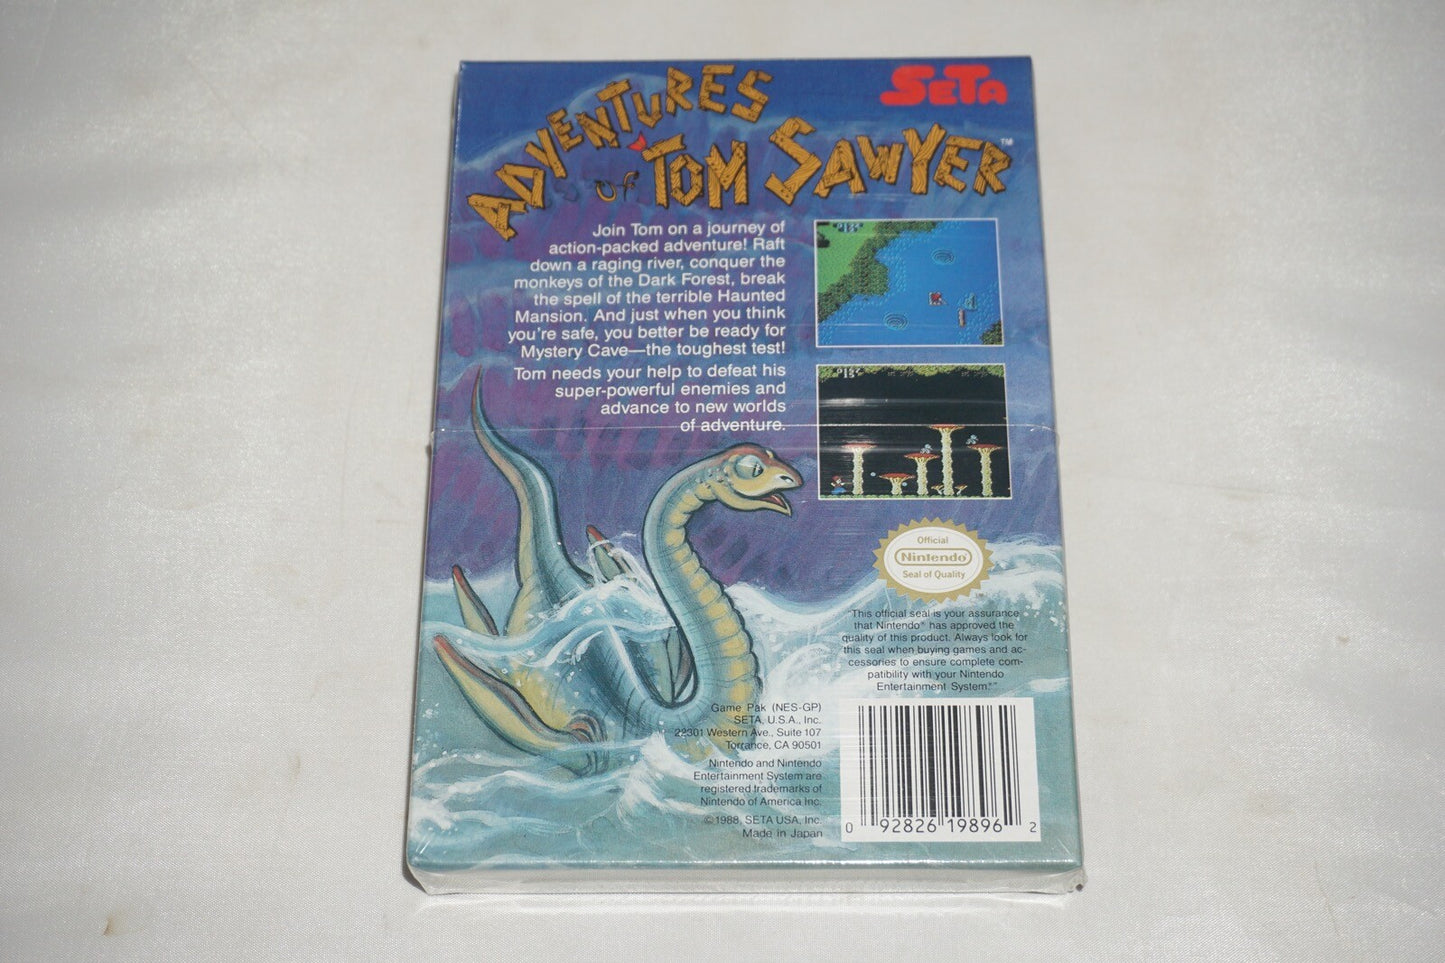 SETA
ADVENTURES
of TOM SAWYER™
Join Tom on a journey of
action-packed adventure! Raft
down a raging river, conquer the
monkeys of the Dark Forest, break
the spell of the terrible Haunted
Mansion. And just when you think
you're safe, you better be ready for
Mystery Cave—the toughest test!
Tom needs your help to defeat his
super-powerful enemies and
advance to new worlds
of adventure.
Official
Nintendo®
Seal of Quality
"This official seal is your assurance
that Nintendo® has approved the
quality of this product. Always look for
this seal when buying games and ac-
cessories to ensure complete com-
patibility with your Nintendo
Entertainment System.®"
Game Pak (NES-GP)
SETA, U.S.A., Inc.
22301 Western Ave., Suite 107
Torrance, CA 90501
Nintendo and Nintendo
Entertainment System are
registered trademarks of
Nintendo of America Inc.
©1988, SETA USA, Inc.
Made in Japan
0 92826 19896 2